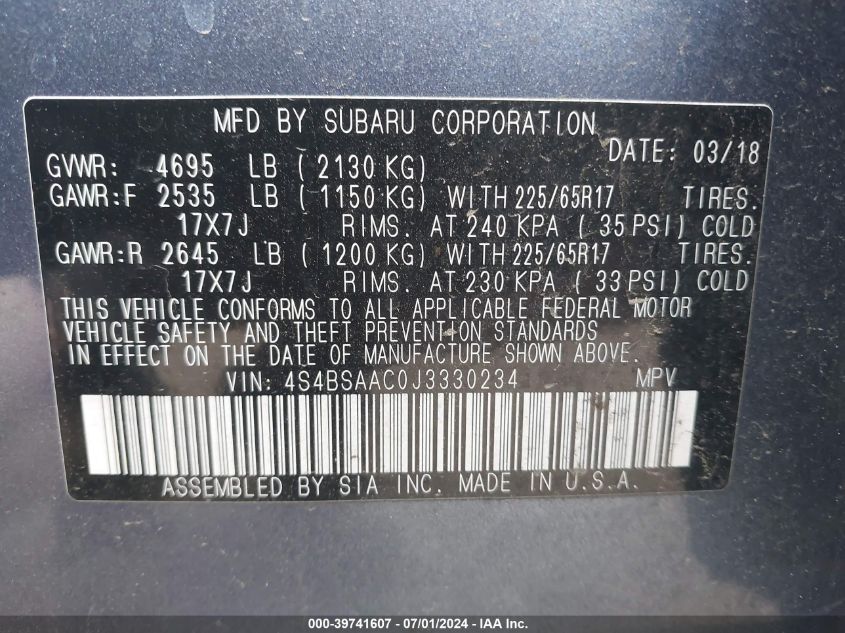 MFD BY SUBARU CORPORATION
DATE: 03/18
GVWR: 4695 LB ( 2130 KG)
GAWR:F 2535 LB ( 1150 KG) WITH 225/65R17 TIRES.
17X7J RIMS. AT 240 KPA ( 35 PSI) COLD
GAWR:R 2645 LB ( 1200 KG) WITH 225/65R17 TIRES.
17X7J RIMS. AT 230 KPA ( 33 PSI) COLD
THIS VEHICLE CONFORMS TO ALL APPLICABLE FEDERAL MOTOR
VEHICLE SAFETY AND THEFT PREVENTION STANDARDS
IN EFFECT ON THE DATE OF MANUFACTURE SHOWN ABOVE.
VIN: 4S4BSAAC0J3330234 MPV
ASSEMBLED BY SIA INC. MADE IN U.S.A.
000-39741607 - 07/01/2024 - IAA Inc.